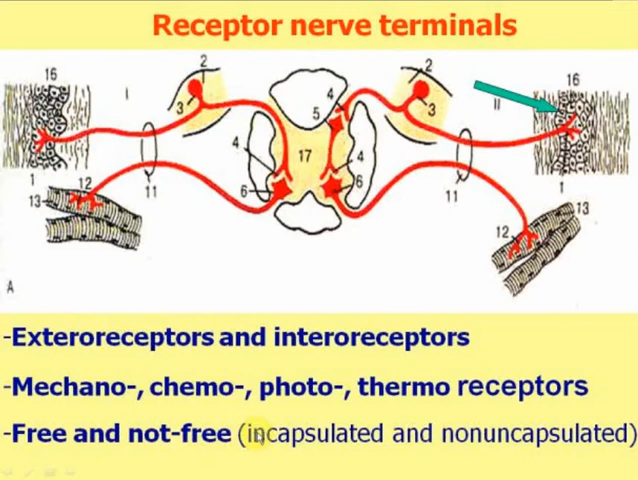 Receptor nerve terminals
16 2 2 16
I 4 II
3 5 3
4 17 4
1 12 11 6 6 11 1
13 12 13
A
-Exteroreceptors and interoreceptors
-Mechano-, chemo-, photo-, thermo receptors
-Free and not-free (incapsulated and nonuncapsulated)